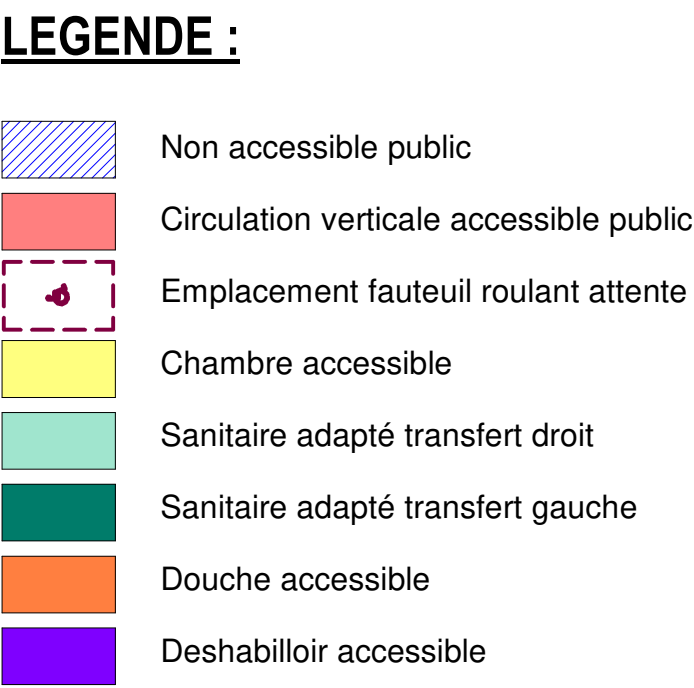 LEGENDE :
Non accessible public
Circulation verticale accessible public
Emplacement fauteuil roulant attente
Chambre accessible
Sanitaire adapté transfert droit
Sanitaire adapté transfert gauche
Douche accessible
Deshabilloir accessible